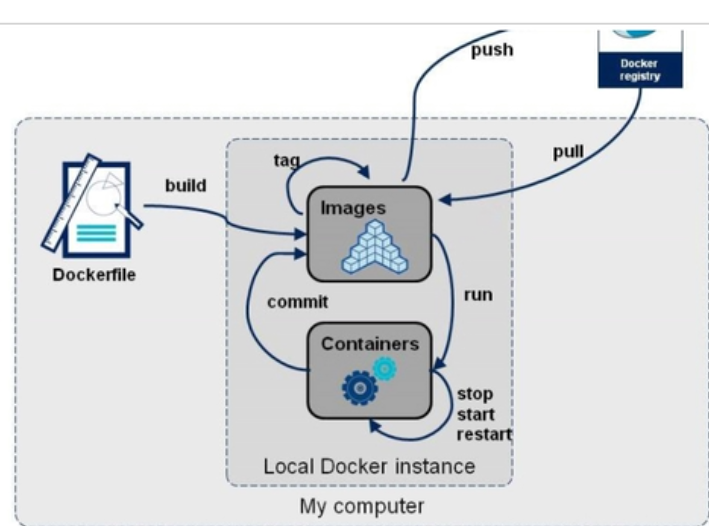 push
Docker
registry
pull
tag
build
Images
Dockerfile
commit
run
Containers
stop
start
restart
Local Docker instance
My computer